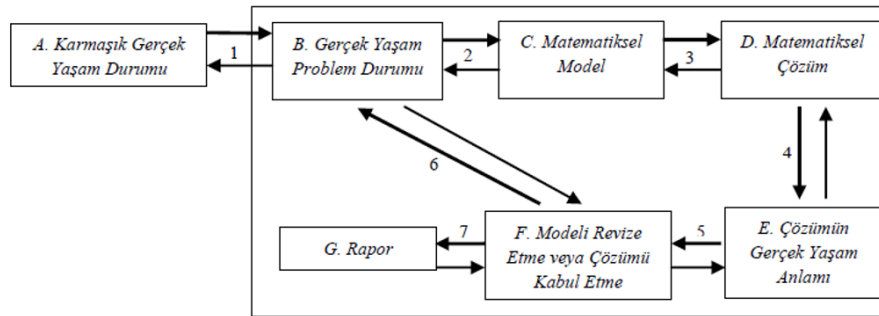 A. Karmaşık Gerçek
Yaşam Durumu
1
B. Gerçek Yaşam
Problem Durumu
2
C. Matematiksel
Model
3
D. Matematiksel
Çözüm
4
6
G. Rapor
7
F. Modeli Revize
Etme veya Çözümü
Kabul Etme
5
E. Çözümün
Gerçek Yaşam
Anlamı